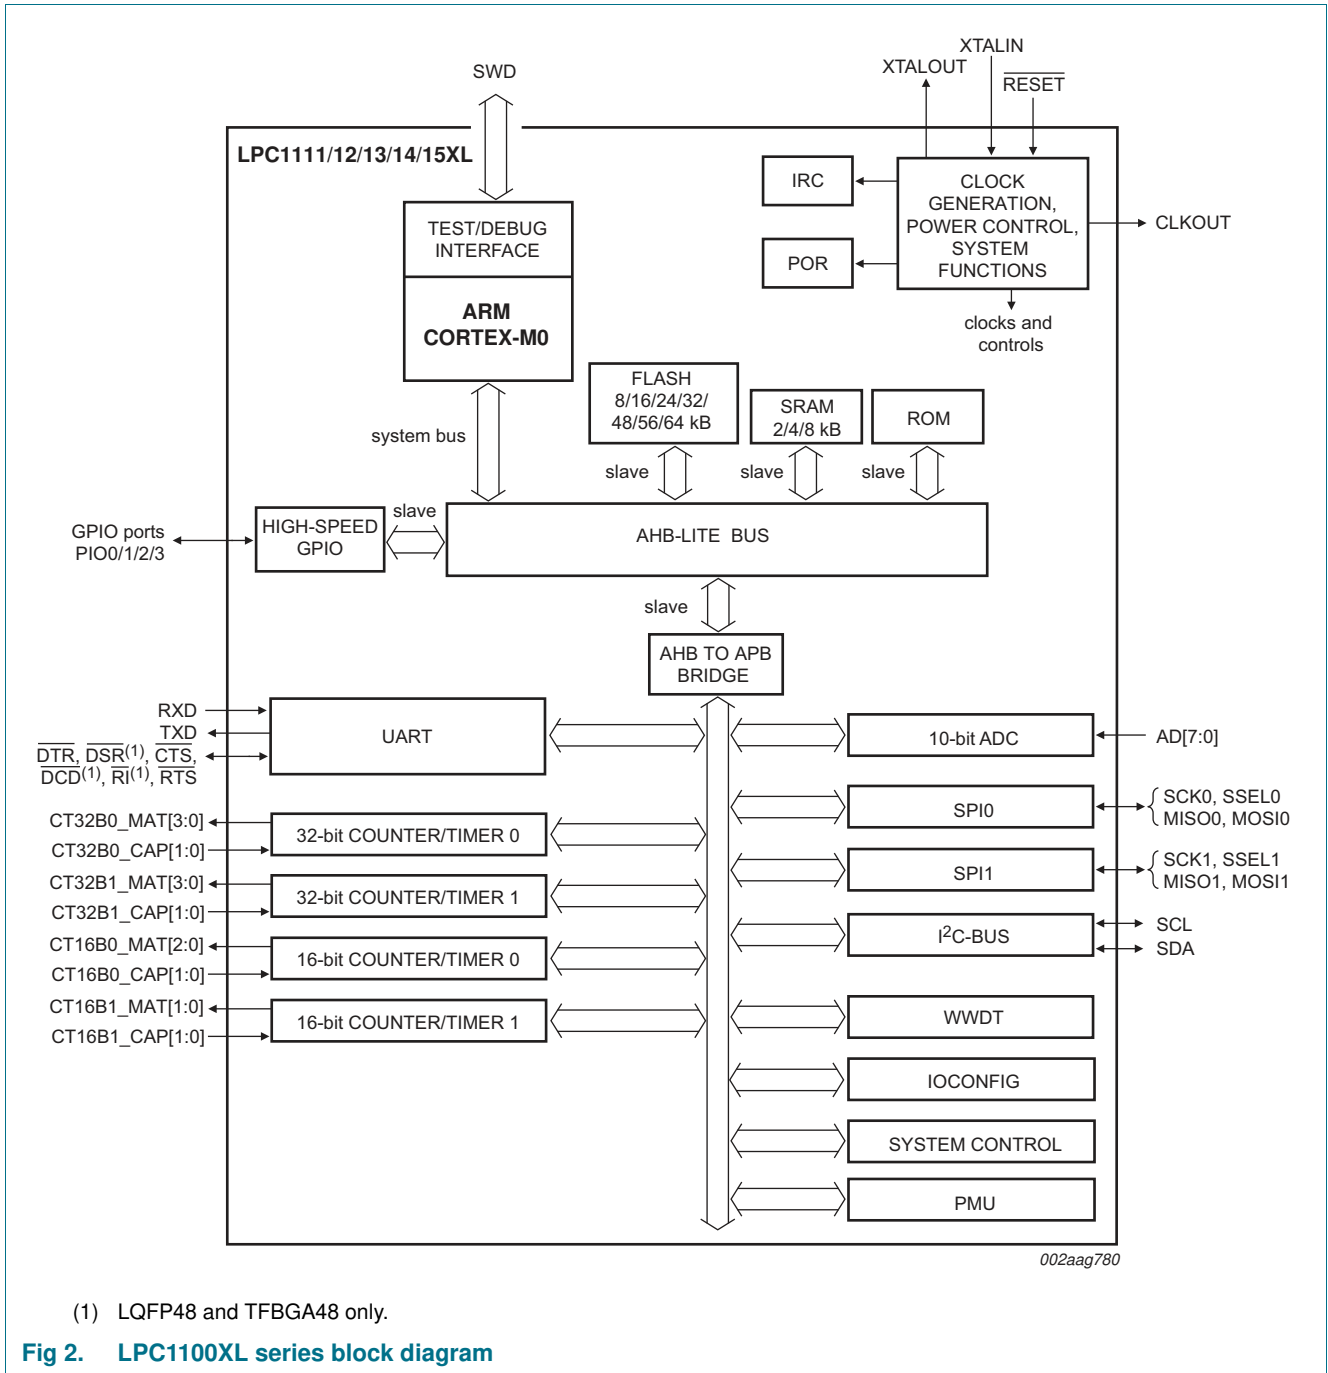 XTALIN
SWD
XTALOUT
RESET
LPC1111/12/13/14/15XL
IRC
CLOCK
GENERATION,
POWER CONTROL,
SYSTEM
FUNCTIONS
CLKOUT
TEST/DEBUG
INTERFACE
POR
ARM
CORTEX-M0
clocks and
controls
FLASH
8/16/24/32/
48/56/64 kB
SRAM
2/4/8 kB
ROM
system bus
slave
slave
slave
slave
GPIO ports
PIO0/1/2/3
HIGH-SPEED
GPIO
AHB-LITE BUS
slave
AHB TO APB
BRIDGE
RXD
TXD
DTR, DSR(1), CTS,
DCD(1), RI(1), RTS
UART
10-bit ADC
AD[7:0]
CT32B0_MAT[3:0]
CT32B0_CAP[1:0]
32-bit COUNTER/TIMER 0
SPI0
SCK0, SSEL0
MISO0, MOSI0
CT32B1_MAT[3:0]
CT32B1_CAP[1:0]
32-bit COUNTER/TIMER 1
SPI1
SCK1, SSEL1
MISO1, MOSI1
CT16B0_MAT[2:0]
CT16B0_CAP[1:0]
16-bit COUNTER/TIMER 0
I2C-BUS
SCL
SDA
CT16B1_MAT[1:0]
CT16B1_CAP[1:0]
16-bit COUNTER/TIMER 1
WWDT
IOCONFIG
SYSTEM CONTROL
PMU
002aag780
(1) LQFP48 and TFBGA48 only.
Fig 2. LPC1100XL series block diagram